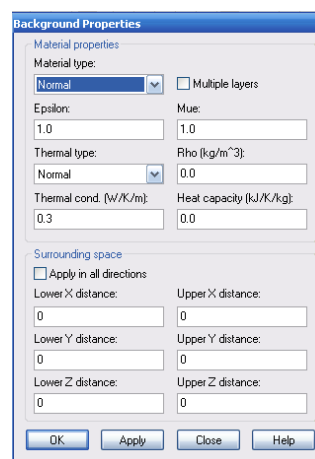 Background Properties
Material properties
Material type:
Normal
Multiple layers
Epsilon:
Mue:
1.0
1.0
Thermal type:
Rho (kg/m^3):
Normal
0.0
Thermal cond. (W/K/m):
Heat capacity (kJ/K/kg):
0.3
0.0
Surrounding space
Apply in all directions
Lower X distance:
Upper X distance:
0
0
Lower Y distance:
Upper Y distance:
0
0
Lower Z distance:
Upper Z distance:
0
0
OK
Apply
Close
Help